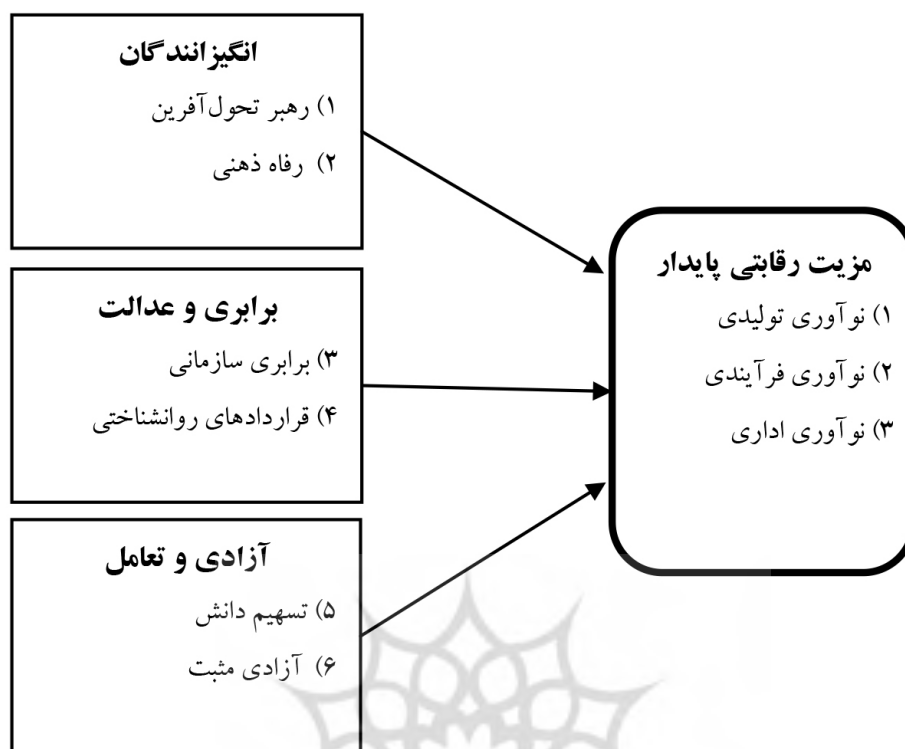 انگیزانندگان
۱) رهبر تحول‌آفرین
۲) رفاه ذهنی
برابری و عدالت
۳) برابری سازمانی
۴) قراردادهای روانشناختی
آزادی و تعامل
۵) تسهیم دانش
۶) آزادی مثبت
مزیت رقابتی پایدار
۱) نوآوری تولیدی
۲) نوآوری فرآیندی
۳) نوآوری اداری